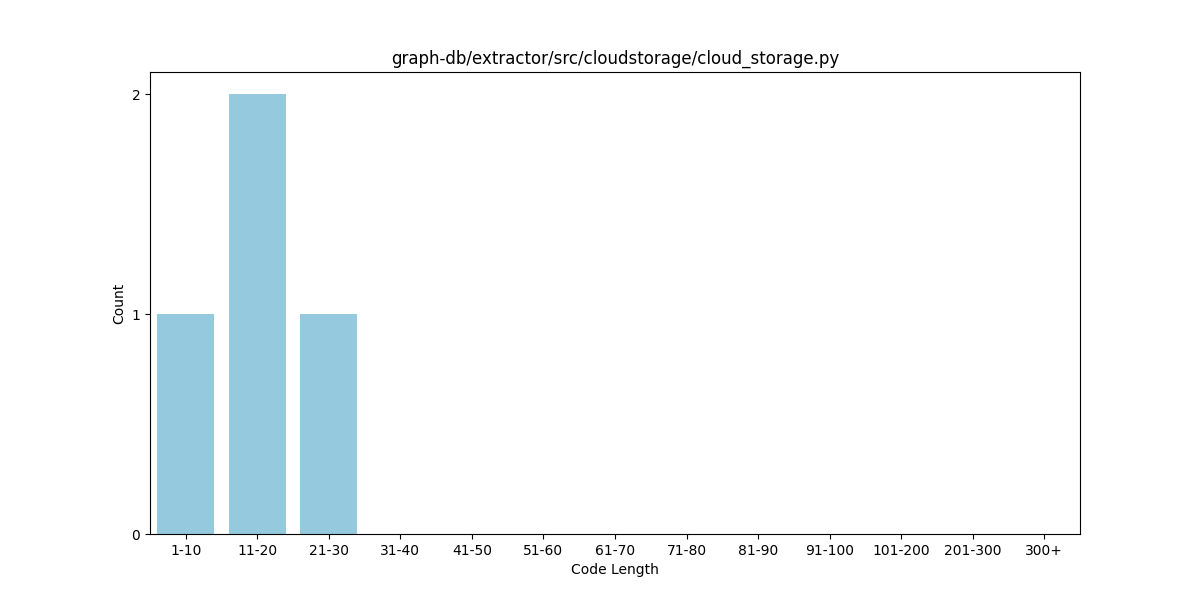 graph-db/extractor/src/cloudstorage/cloud_storage.py
2
1
0
Count
1-10 11-20 21-30 31-40 41-50 51-60 61-70 71-80 81-90 91-100 101-200 201-300 300+
Code Length